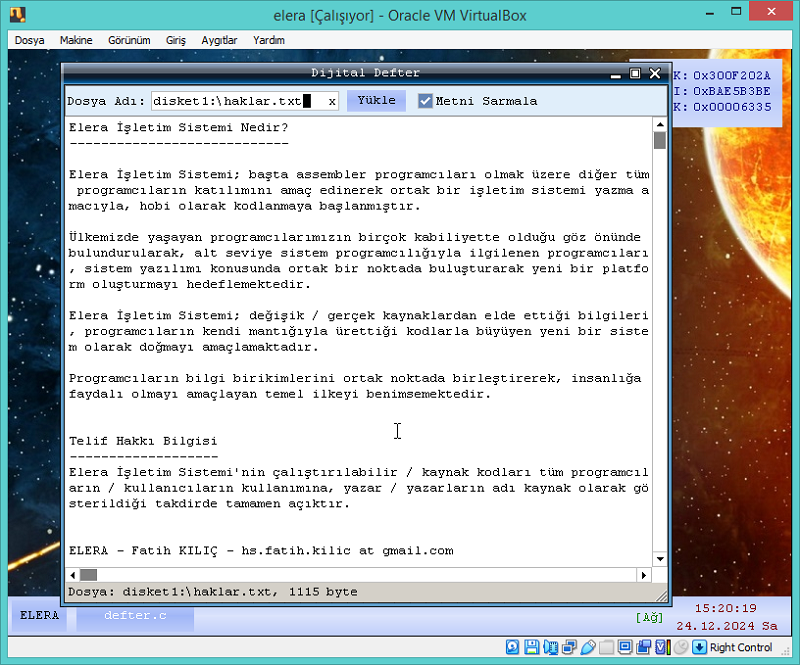 elera [Çalışıyor] - Oracle VM VirtualBox
Dosya Makine Görünüm Giriş Aygıtlar Yardım
Dijital Defter
K: 0x300F202A
I: 0xBAE5B3BE
K: 0x00006335
Dosya Adı: disket1:\haklar.txt x Yükle Metni Sarmala
Elera İşletim Sistemi Nedir?
----------------------------
Elera İşletim Sistemi; başta assembler programcıları olmak üzere diğer tüm
programcıların katılımını amaç edinerek ortak bir işletim sistemi yazma a
macıyla, hobi olarak kodlanmaya başlanmıştır.
Ülkemizde yaşayan programcılarımızın birçok kabiliyette olduğu göz önünde
bulundurularak, alt seviye sistem programcılığıyla ilgilenen programcıları
, sistem yazılımı konusunda ortak bir noktada buluşturarak yeni bir platfo
rm oluşturmayı hedeflemektedir.
Elera İşletim Sistemi; değişik / gerçek kaynaklardan elde ettiği bilgileri
, programcıların kendi mantığıyla ürettiği kodlarla büyüyen yeni bir siste
m olarak doğmayı amaçlamaktadır.
Programcıların bilgi birikimlerini ortak noktada birleştirerek, insanlığa
faydalı olmayı amaçlayan temel ilkeyi benimsemektedir.
Telif Hakkı Bilgisi
-------------------
Elera İşletim Sistemi'nin çalıştırılabilir / kaynak kodları tüm programcıl
arın / kullanıcıların kullanımına, yazar / yazarların adı kaynak olarak gö
sterildiği takdirde tamamen açıktır.
ELERA - Fatih KILIÇ - hs.fatih.kilic at gmail.com
Dosya: disket1:\haklar.txt, 1115 byte
ELERA defter.c [Ağ] 15:20:19
24.12.2024 Sa
Right Control